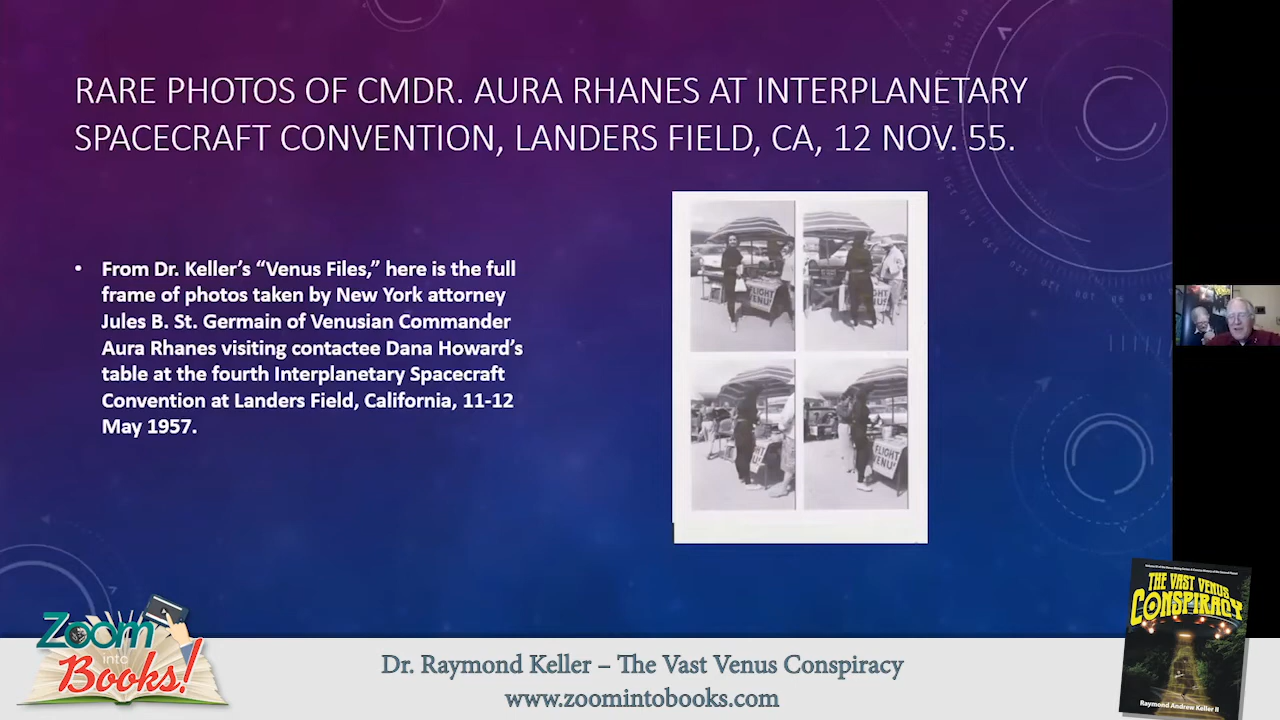 RARE PHOTOS OF CMDR. AURA RHANES AT INTERPLANETARY
SPACECRAFT CONVENTION, LANDERS FIELD, CA, 12 NOV. 55.
• From Dr. Keller's “Venus Files,” here is the full
frame of photos taken by New York attorney
Jules B. St. Germain of Venusian Commander
Aura Rhanes visiting contactee Dana Howard's
table at the fourth Interplanetary Spacecraft
Convention at Landers Field, California, 11-12
May 1957.
FLIGHT
VENUS
FLIGHT
VENUS
Zoom
into
Books!
Dr. Raymond Keller – The Vast Venus Conspiracy
www.zoomintobooks.com
THE VAST VENUS
CONSPIRACY
Raymond Andrew Keller II